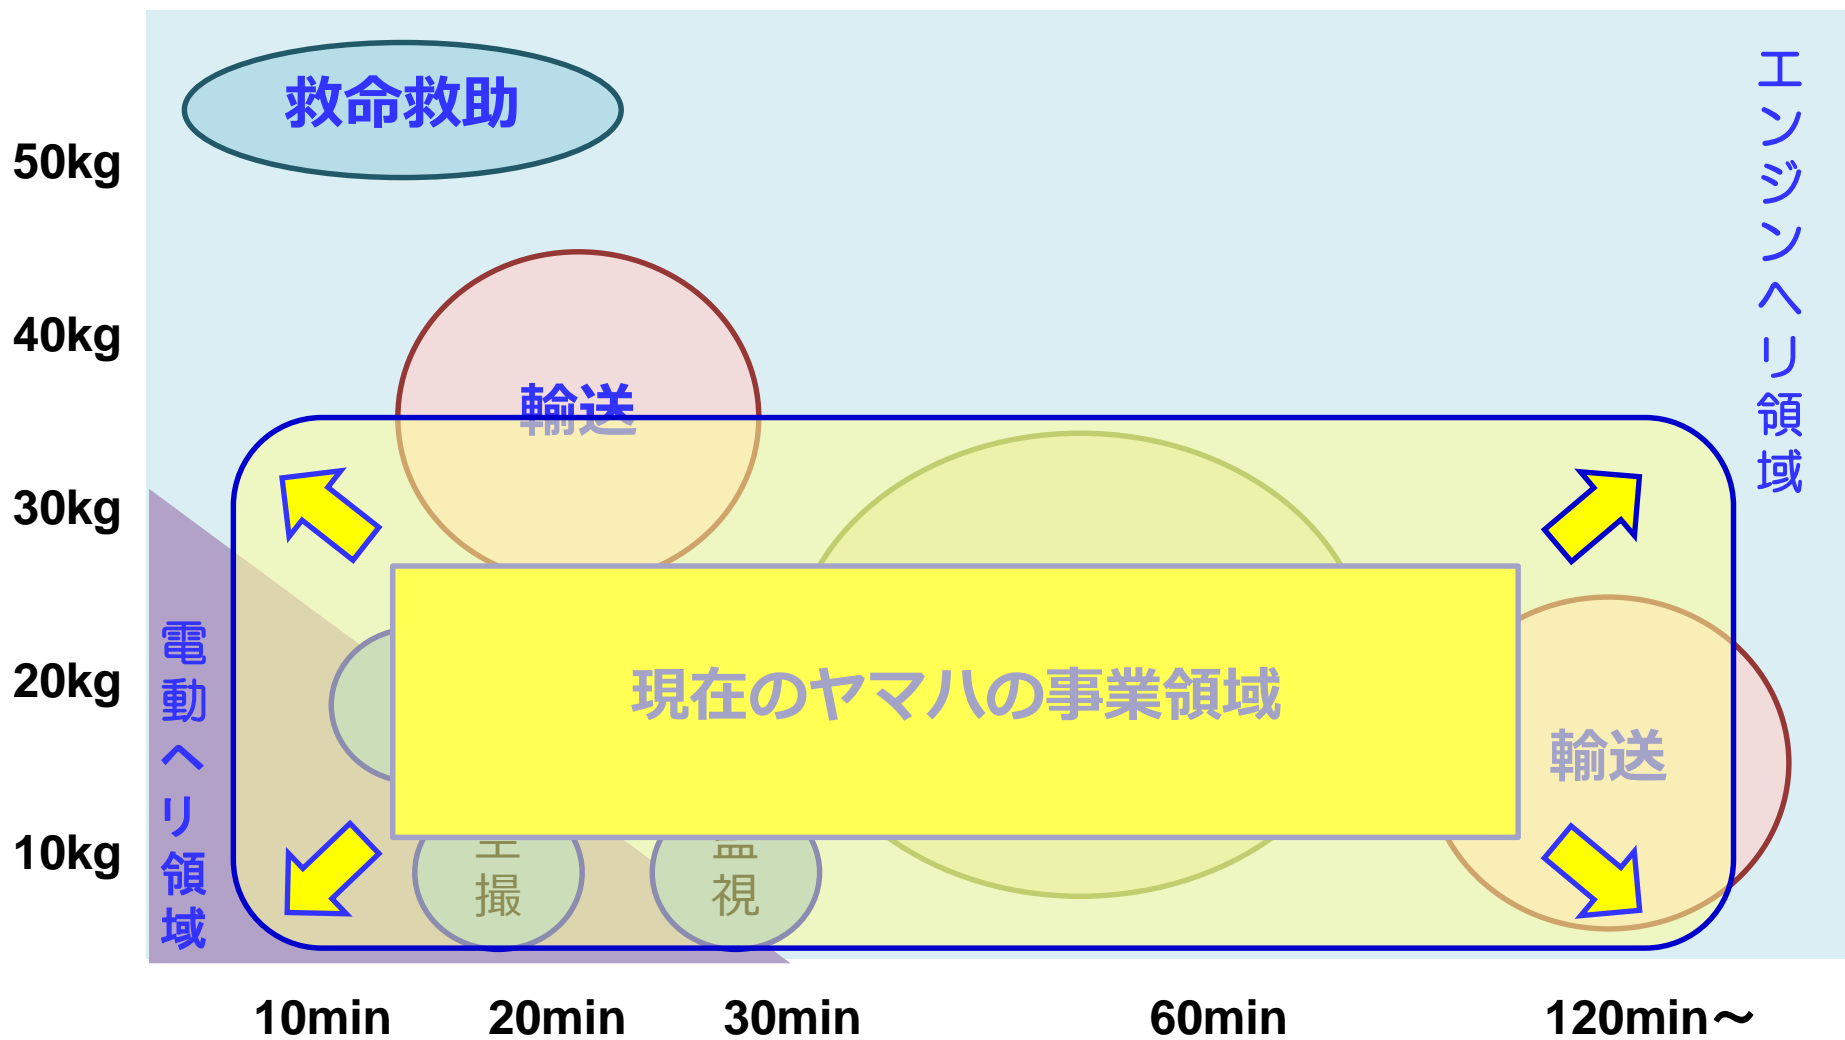 救命救助
エンジンヘリ領域
50kg
40kg
輸送
30kg
電動ヘリ領域
20kg
現在のヤマハの事業領域
輸送
10kg
撮
視
10min
20min
30min
60min
120min～